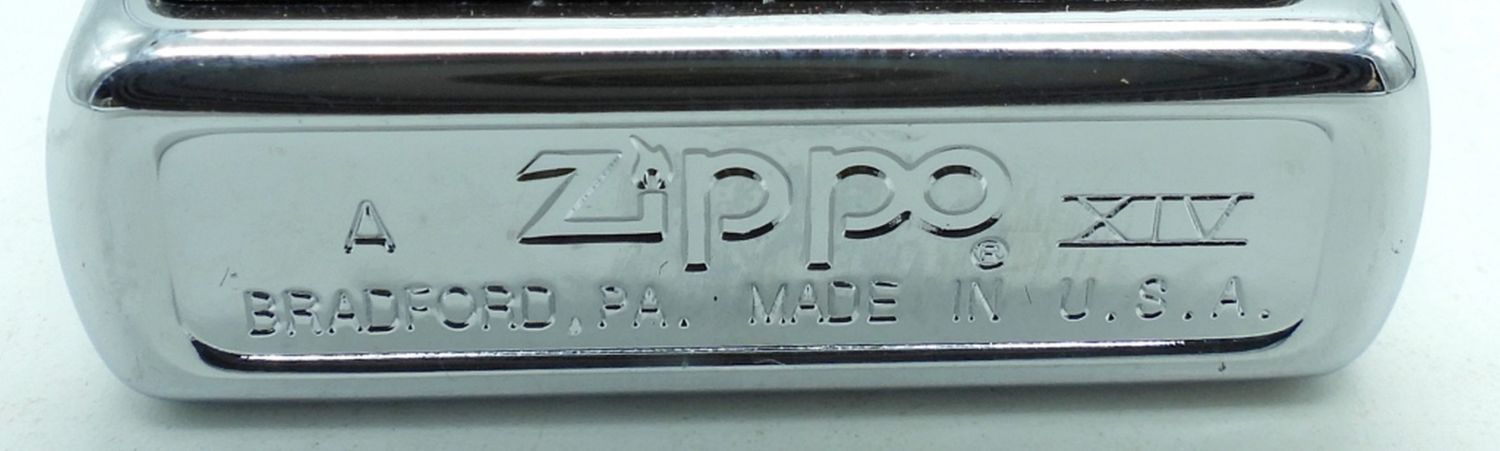 A Zippo ® XIV
BRADFORD, PA. MADE IN U.S.A.